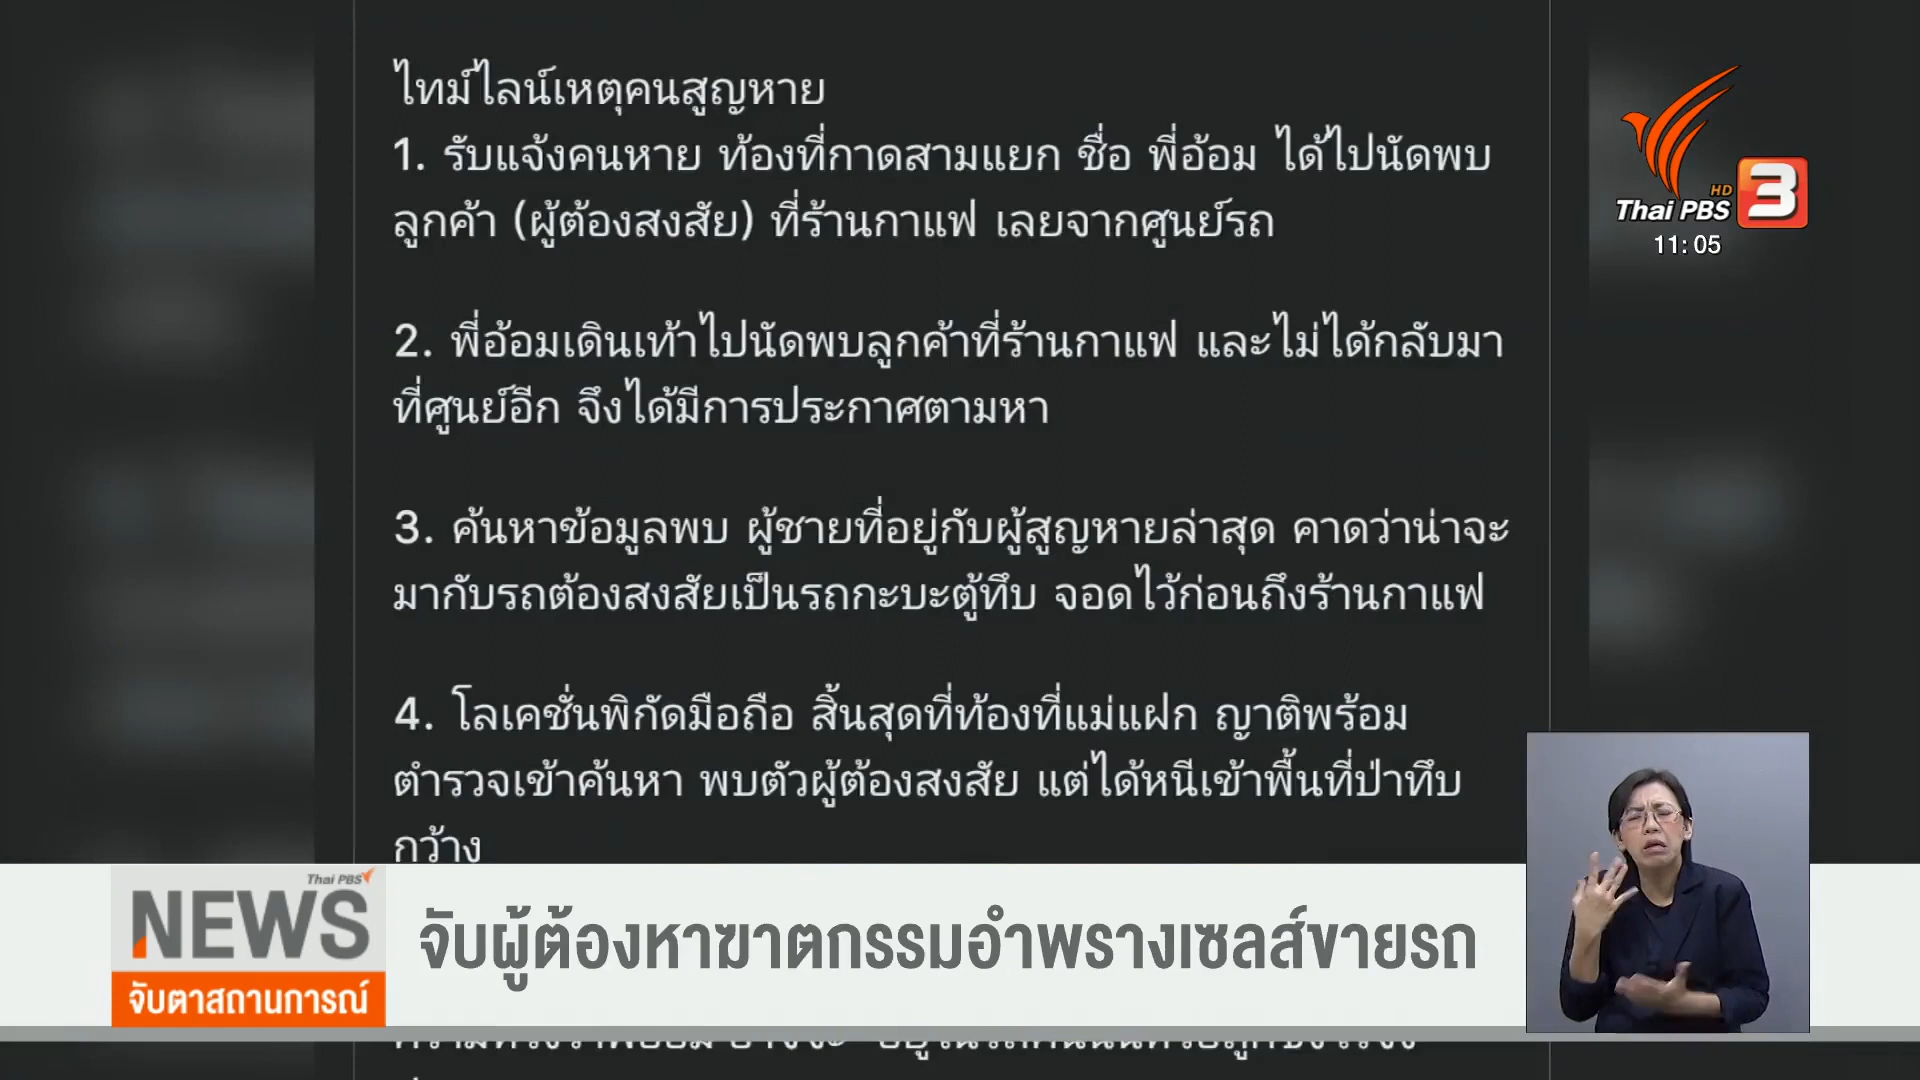 ไทม์ไลน์เหตุคนสูญหาย
1. รับแจ้งคนหาย ท้องที่กาดสามแยก ชื่อ พี่อ้อม ได้ไปนัดพบ
ลูกค้า (ผู้ต้องสงสัย) ที่ร้านกาแฟ เลยจากศูนย์รถ
2. พี่อ้อมเดินเท้าไปนัดพบลูกค้าที่ร้านกาแฟ และไม่ได้กลับมา
ที่ศูนย์อีก จึงได้มีการประกาศตามหา
3. ค้นหาข้อมูลพบ ผู้ชายที่อยู่กับผู้สูญหายล่าสุด คาดว่าน่าจะ
มากับรถต้องสงสัยเป็นรถกะบะตู้ทึบ จอดไว้ก่อนถึงร้านกาแฟ
4. โลเคชั่นพิกัดมือถือ สิ้นสุดที่ท้องที่แม่แฝก ญาติพร้อม
ตำรวจเข้าค้นหา พบตัวผู้ต้องสงสัย แต่ได้หนีเข้าพื้นที่ป่าทึบ
กว้าง
Thai PBS
HD
3
11:05
Thai PBS
NEWS
จับตาสถานการณ์
จับผู้ต้องหาฆาตกรรมอำพรางเซลส์ขายรถ